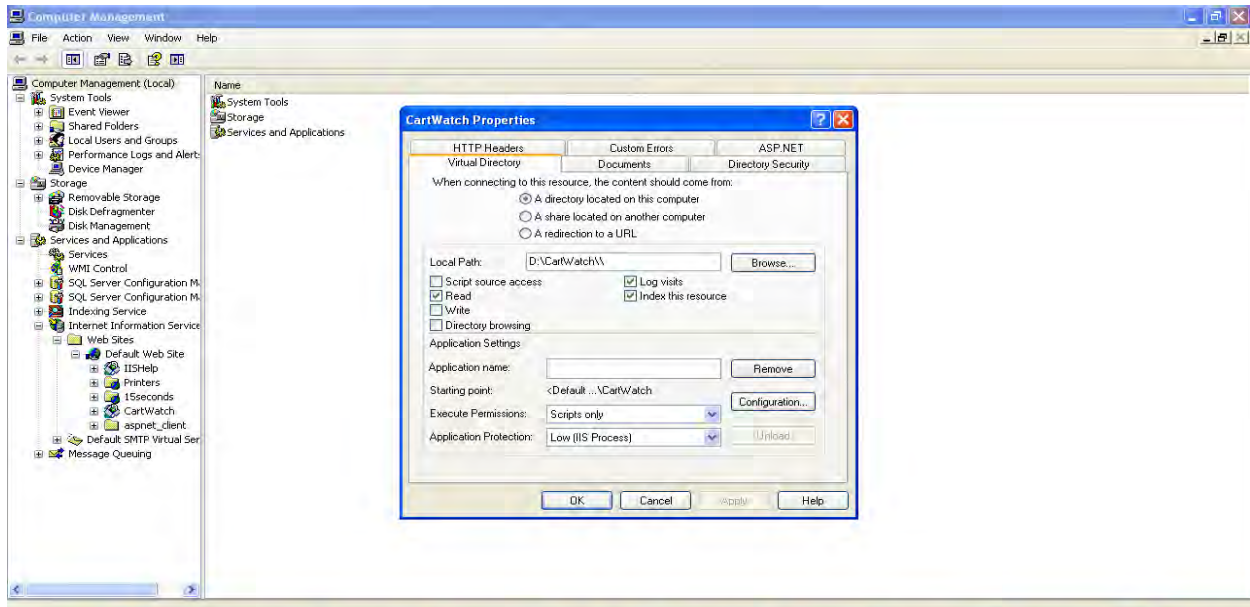 Computer Management
File Action View Window Help
Computer Management (Local)
System Tools
Event Viewer
Shared Folders
Local Users and Groups
Performance Logs and Alert
Device Manager
Storage
Removable Storage
Disk Defragmenter
Disk Management
Services and Applications
Services
WMI Control
SQL Server Configuration M
SQL Server Configuration M
Indexing Service
Internet Information Service
Web Sites
Default Web Site
IISHelp
Printers
15seconds
CartWatch
aspnet_client
Default SMTP Virtual Ser
Message Queuing
Name
System Tools
Storage
Services and Applications
CartWatch Properties
HTTP Headers Custom Errors ASP.NET
Virtual Directory Documents Directory Security
When connecting to this resource, the content should come from:
A directory located on this computer
A share located on another computer
A redirection to a URL
Local Path: D:\CartWatch\\ Browse...
Script source access Log visits
Read Index this resource
Write
Directory browsing
Application Settings
Application name: Remove
Starting point: <Default ...\CartWatch
Configuration...
Execute Permissions: Scripts only
Application Protection: Low (IIS Process) Unload
OK Cancel Apply Help